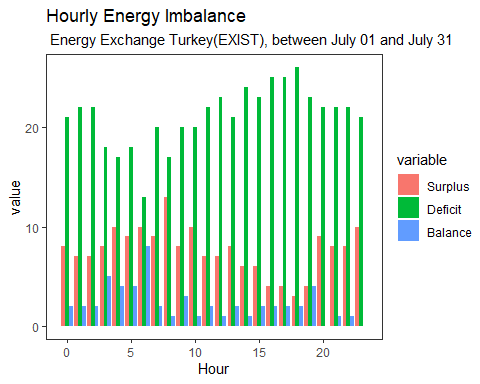 Hourly Energy Imbalance
Energy Exchange Turkey(EXIST), between July 01 and July 31
value
20
10
0
0
5
10
15
20
Hour
variable
Surplus
Deficit
Balance